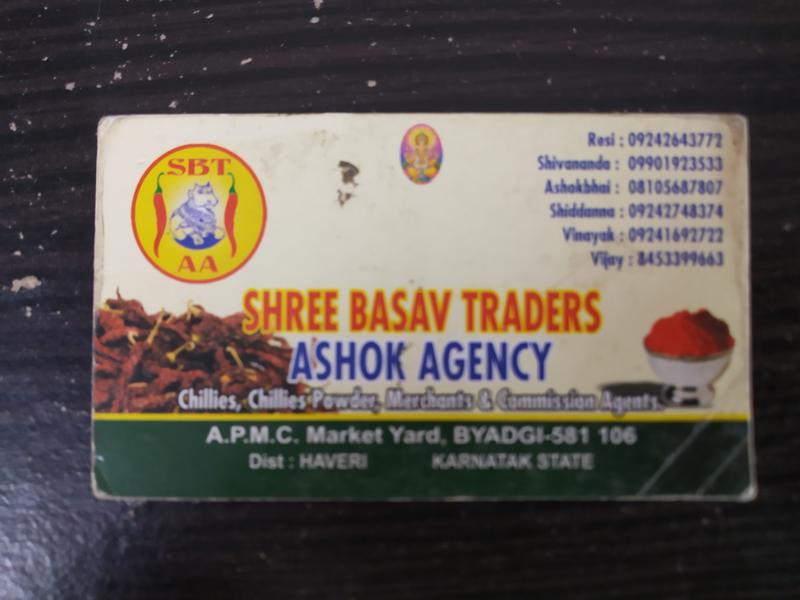 SBT
AA
Resi : 09242643772
Shivananda : 09901923533
Ashokbhai : 08105687807
Shiddanna : 09242748374
Vinayak : 09241692722
Vijay : 8453399663
SHREE BASAV TRADERS
ASHOK AGENCY
Chillies, Chillies Powder, Merchants & Commission Agents.
A.P.M.C. Market Yard, BYADGI-581 106
Dist : HAVERI KARNATAK STATE